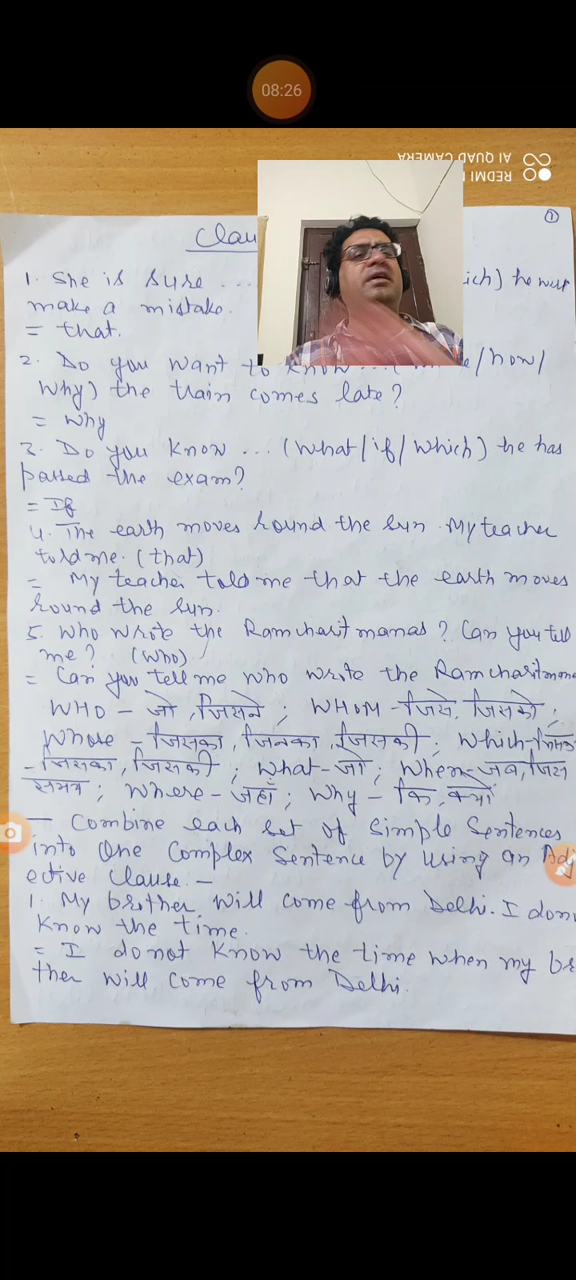 08:26
REDMI
AI QUAD CAMERA
1
Clau
1. She is sure ... ich) he will
make a mistake.
= that.
2. Do you want to know ... /how/
why) the train comes late?
= why
3. Do you know ... (what/if/which) he has
passed the exam?
= If
4. The earth moves round the sun. My teacher
told me. (that)
= My teacher told me that the earth moves
round the sun.
5. Who wrote the Ramcharitmanas? Can you tell
me? (who)
= Can you tell me who wrote the Ramcharitmana
WHO - जो, जिसने; WHOM - जिसे, जिसको;
Whose - जिसका, जिनका, जिसकी; Which-
- जिसका, जिसकी; what - जो; When - जब, जिस
समय; Where - जहाँ; Why - कि, क्यों
- Combine each set of Simple Sentences
into One Complex Sentence by using an Adj
ective Clause. -
1. My brother will come from Delhi. I don
know the time.
= I donot know the time when my br
ther will come from Delhi.